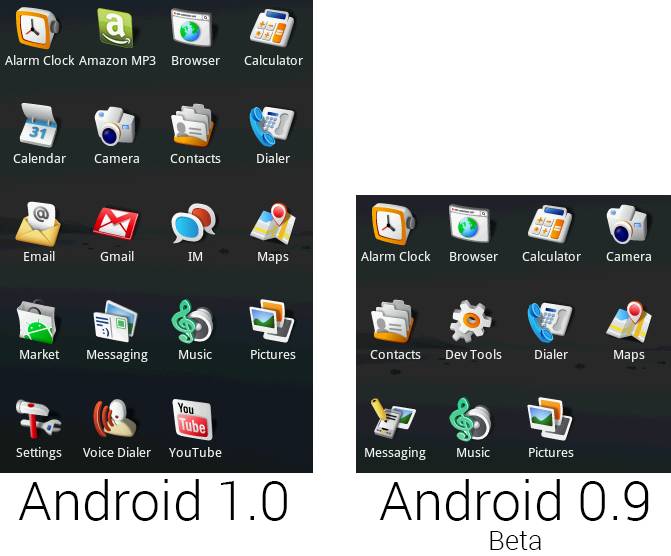 Alarm Clock Amazon MP3 Browser Calculator
31
Calendar Camera Contacts Dialer
Email Gmail IM Maps
Market Messaging Music Pictures
You
Tube
Settings Voice Dialer YouTube
Android 1.0
Alarm Clock Browser Calculator Camera
Contacts Dev Tools Dialer Maps
Messaging Music Pictures
Android 0.9
Beta